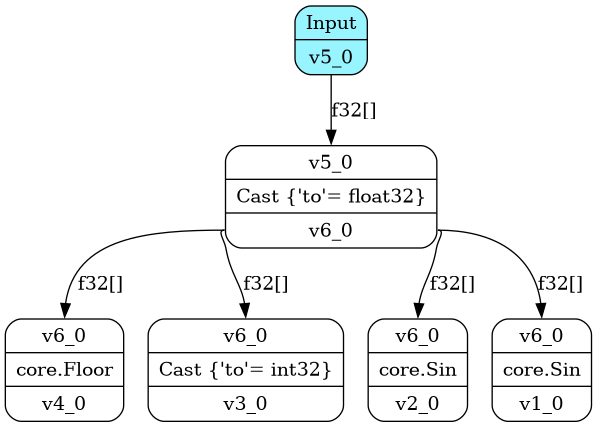 Input
v5_0
f32[]
v5_0
Cast {'to'= float32}
v6_0
f32[]
f32[]
f32[]
f32[]
v6_0
core.Floor
v4_0
v6_0
Cast {'to'= int32}
v3_0
v6_0
core.Sin
v2_0
v6_0
core.Sin
v1_0